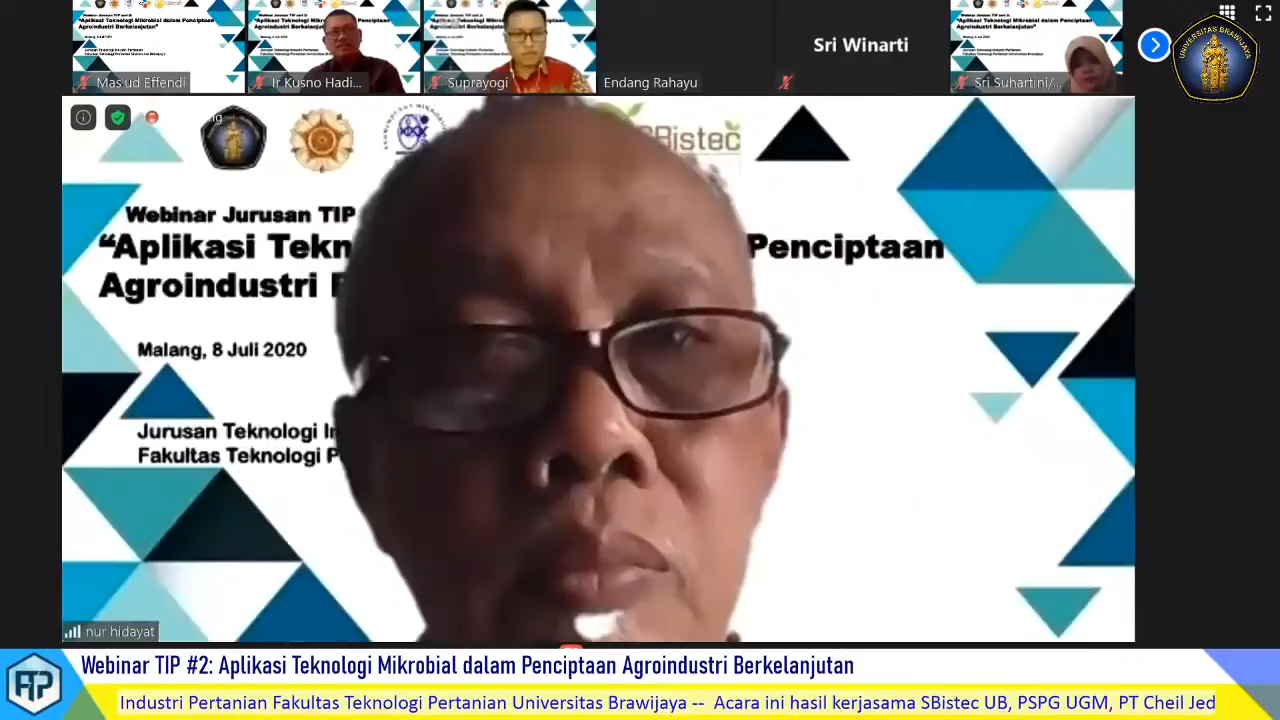 Mas'ud Effendi
Ir Kusno Hadi...
Suprayogi
Endang Rahayu
Sri Winarti
Sri Suhartini/...
SBistec
Webinar Jurusan TIP
“Aplikasi Tekn Penciptaan
Agroindustri
Malang, 8 Juli 2020
Jurusan Teknologi In
Fakultas Teknologi P
nur hidayat
Webinar TIP #2: Aplikasi Teknologi Mikrobial dalam Penciptaan Agroindustri Berkelanjutan
Industri Pertanian Fakultas Teknologi Pertanian Universitas Brawijaya -- Acara ini hasil kerjasama SBistec UB, PSPG UGM, PT Cheil Jed